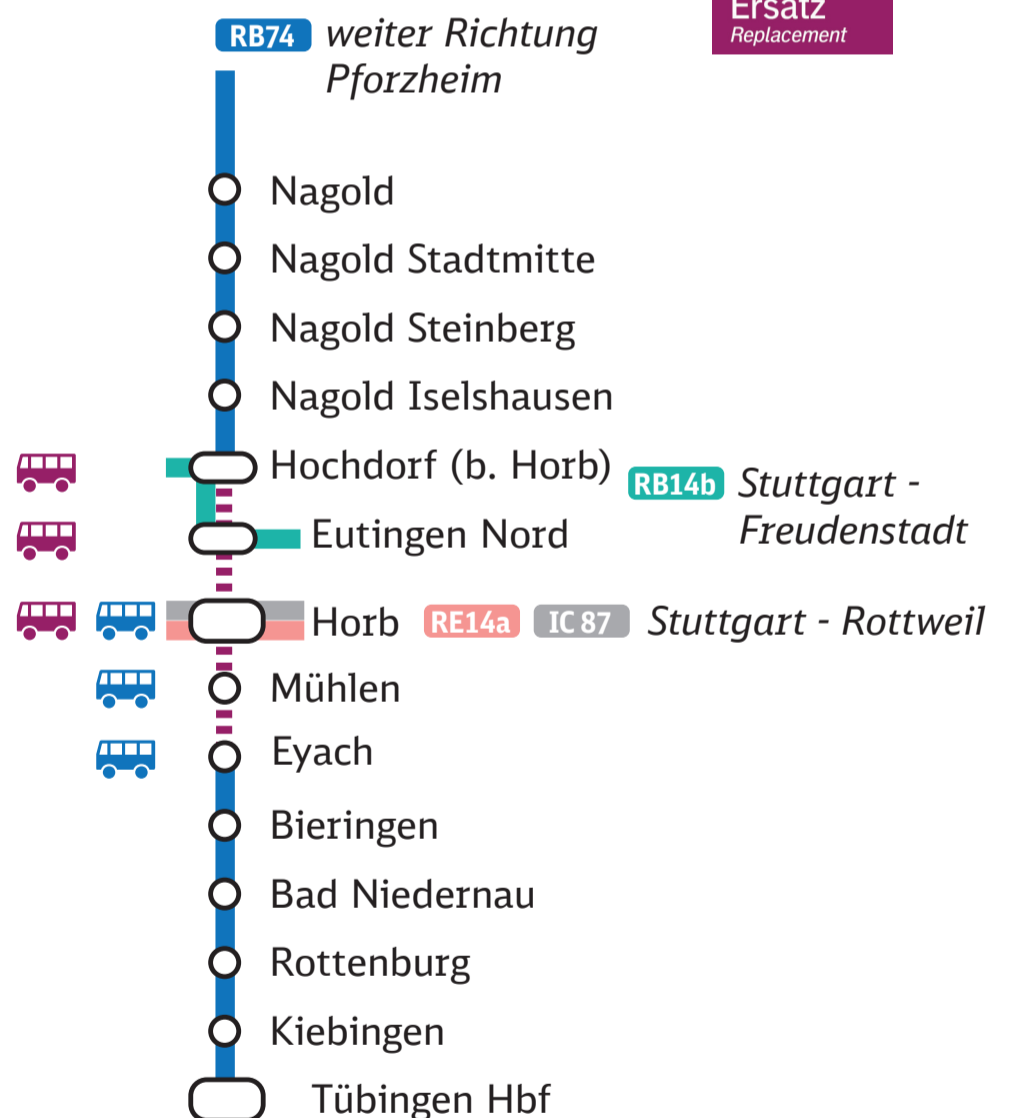 Ersatz
Replacement
RB74 weiter Richtung
Pforzheim
Nagold
Nagold Stadtmitte
Nagold Steinberg
Nagold Iselshausen
Hochdorf (b. Horb)
RB14b Stuttgart -
Freudenstadt
Eutingen Nord
Horb RE14a IC 87 Stuttgart - Rottweil
Mühlen
Eyach
Bieringen
Bad Niedernau
Rottenburg
Kiebingen
Tübingen Hbf